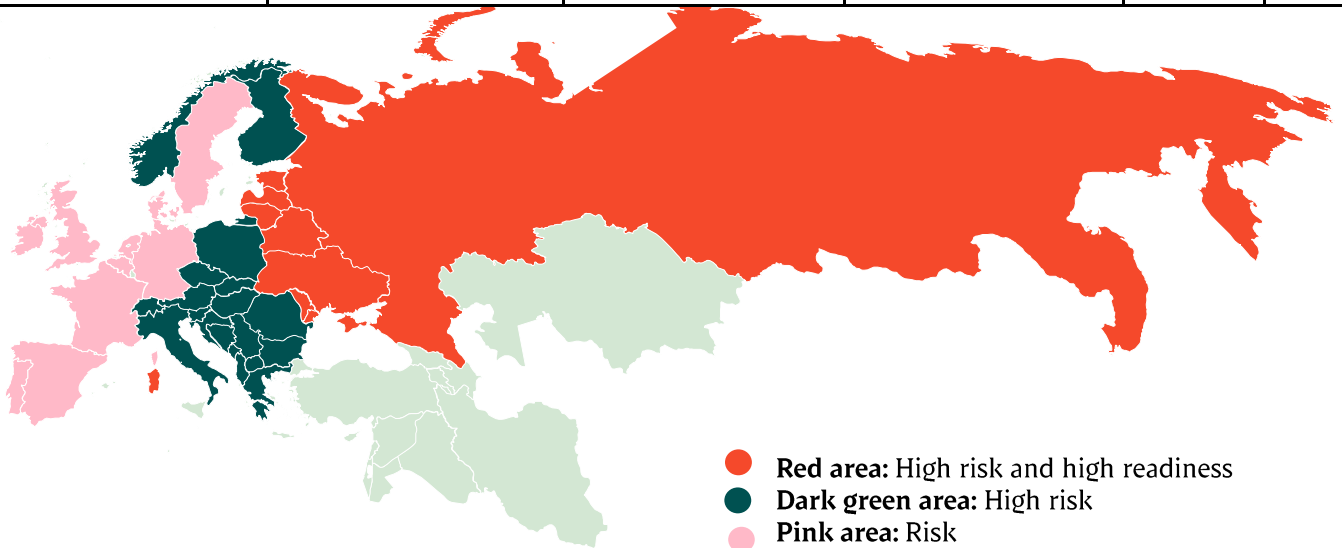 Red area: High risk and high readiness
Dark green area: High risk
Pink area: Risk